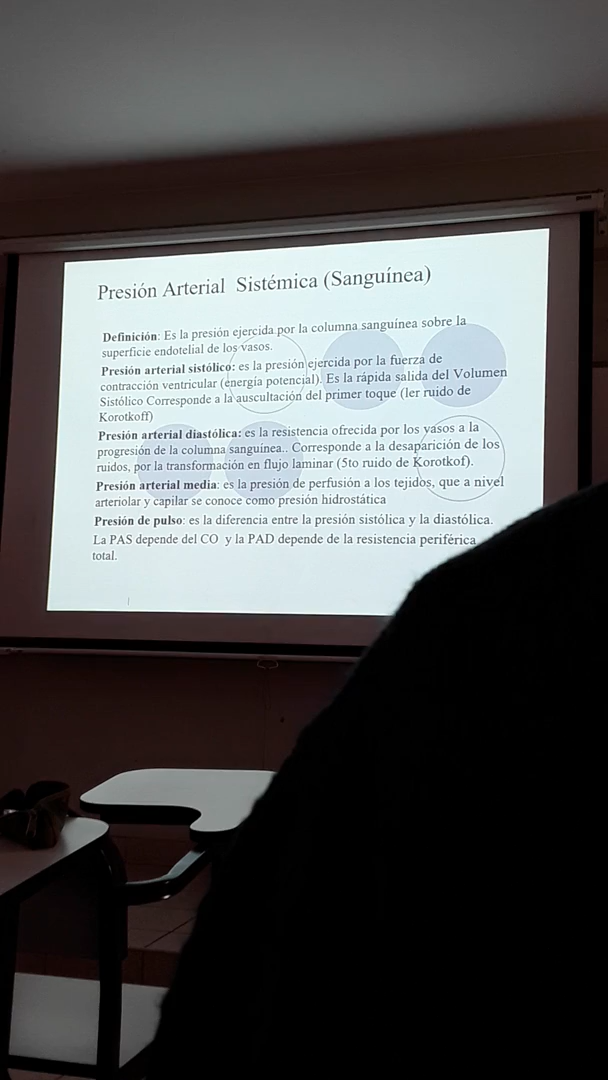 Presión Arterial Sistémica (Sanguínea)
Definición: Es la presión ejercida por la columna sanguínea sobre la
superficie endotelial de los vasos.
Presión arterial sistólico: es la presión ejercida por la fuerza de
contracción ventricular (energía potencial). Es la rápida salida del Volumen
Sistólico Corresponde a la auscultación del primer toque (ler ruido de
Korotkoff)
Presión arterial diastólica: es la resistencia ofrecida por los vasos a la
progresión de la columna sanguínea.. Corresponde a la desaparición de los
ruidos, por la transformación en flujo laminar (5to ruido de Korotkof).
Presión arterial media: es la presión de perfusión a los tejidos, que a nivel
arteriolar y capilar se conoce como presión hidrostática
Presión de pulso: es la diferencia entre la presión sistólica y la diastólica.
La PAS depende del CO y la PAD depende de la resistencia periférica
total.